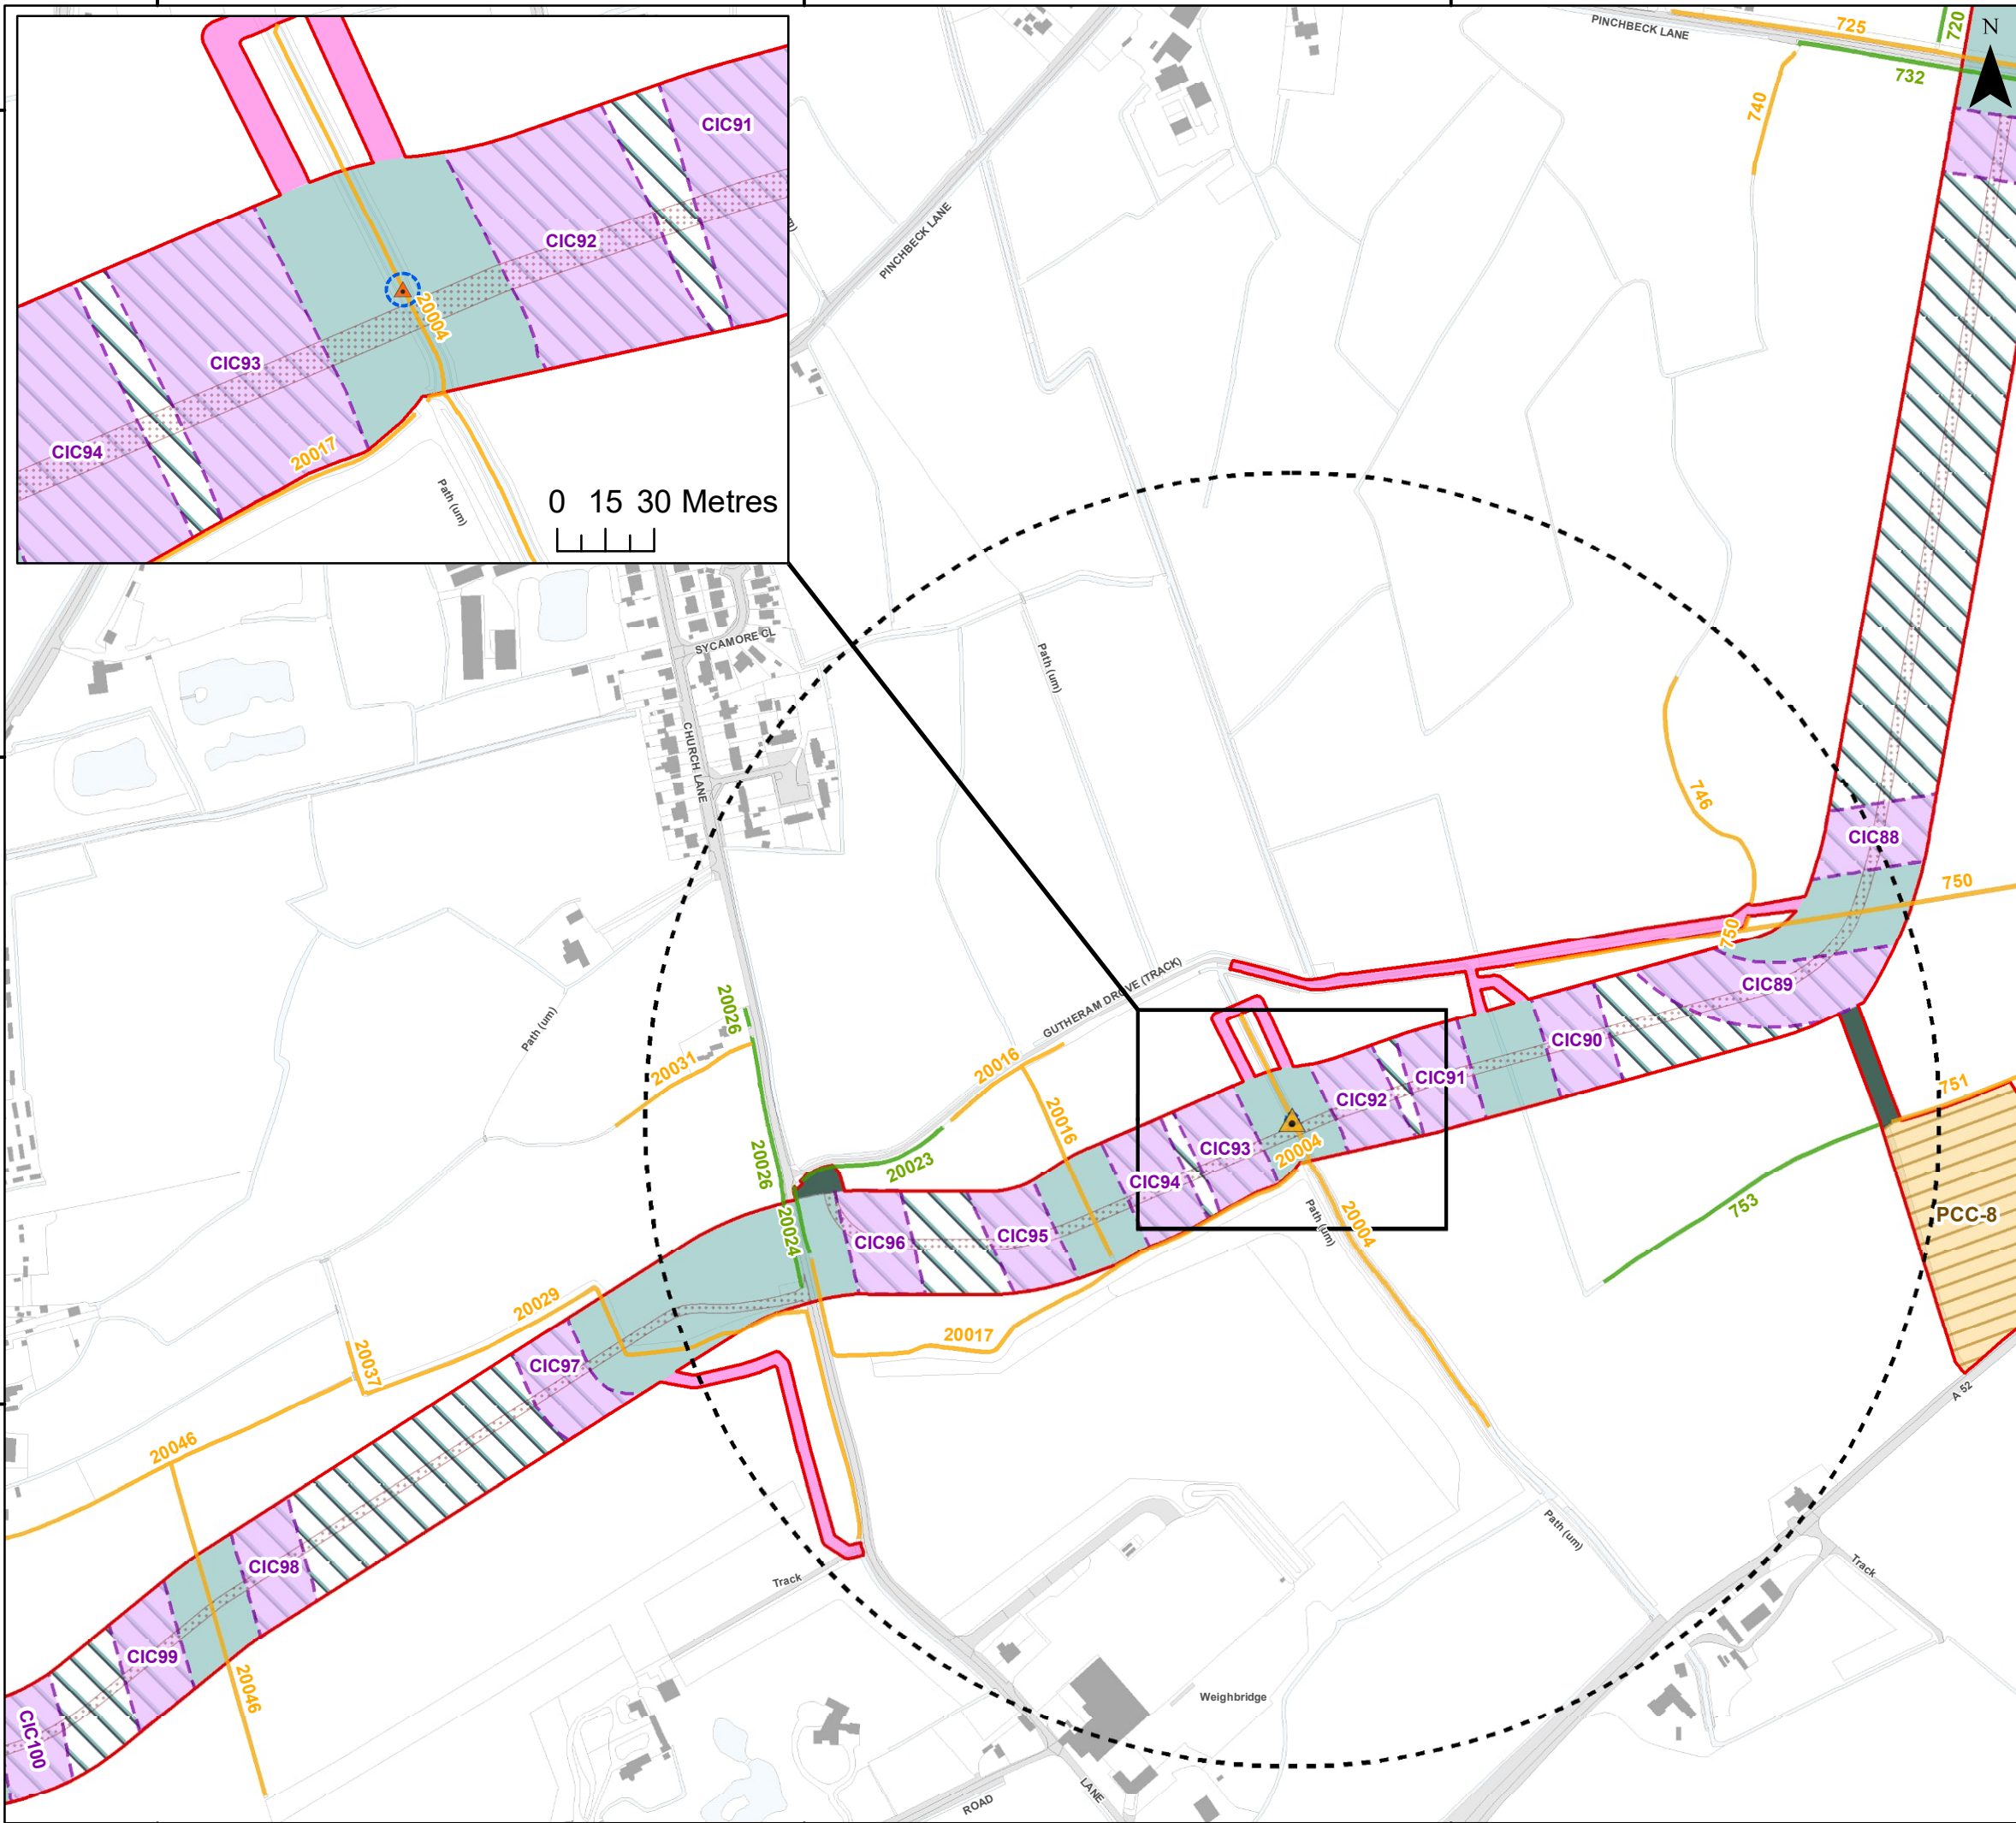 PINCHBECK LANE
725
720
N
732
740
CIC91
CIC92
20004
CIC93
CIC94
20017
Path (um)
0 15 30 Metres
m)
PINCHBECK LANE
SYCAMORE CL
CHURCH LANE
Path (um)
746
CIC88
750
750
CIC89
GUTHERAM DROVE (TRACK)
20026
Path (um)
20031
20016
20016
CIC90
CIC91
CIC92
751
20026
20023
CIC93
20004
CIC94
753
PCC-8
20024
CIC96
CIC95
Path (um)
20004
20029
20017
20037
CIC97
A 52
20046
Path (um)
CIC98
Track
Track
CIC99
20046
CIC100
Weighbridge
LANE
ROAD